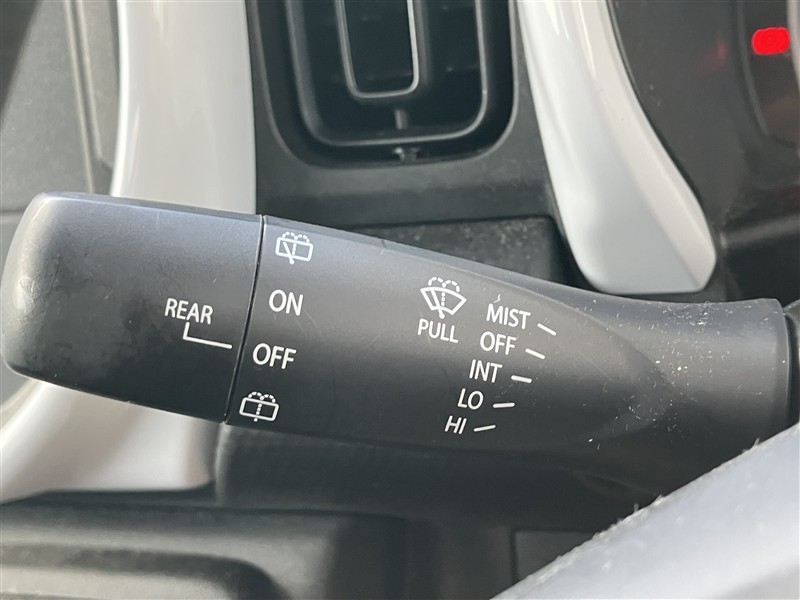 REAR
ON
OFF
PULL
MIST
OFF
INT
LO
HI